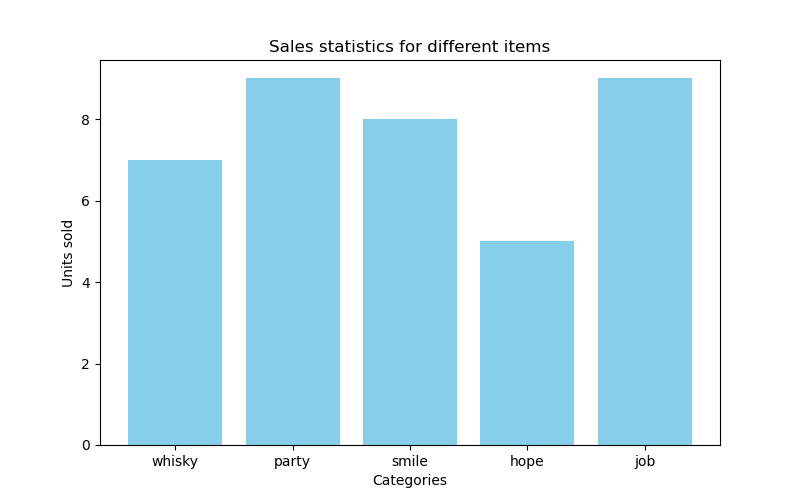 Sales statistics for different items
Units sold
8
6
4
2
0
whisky party smile hope job
Categories